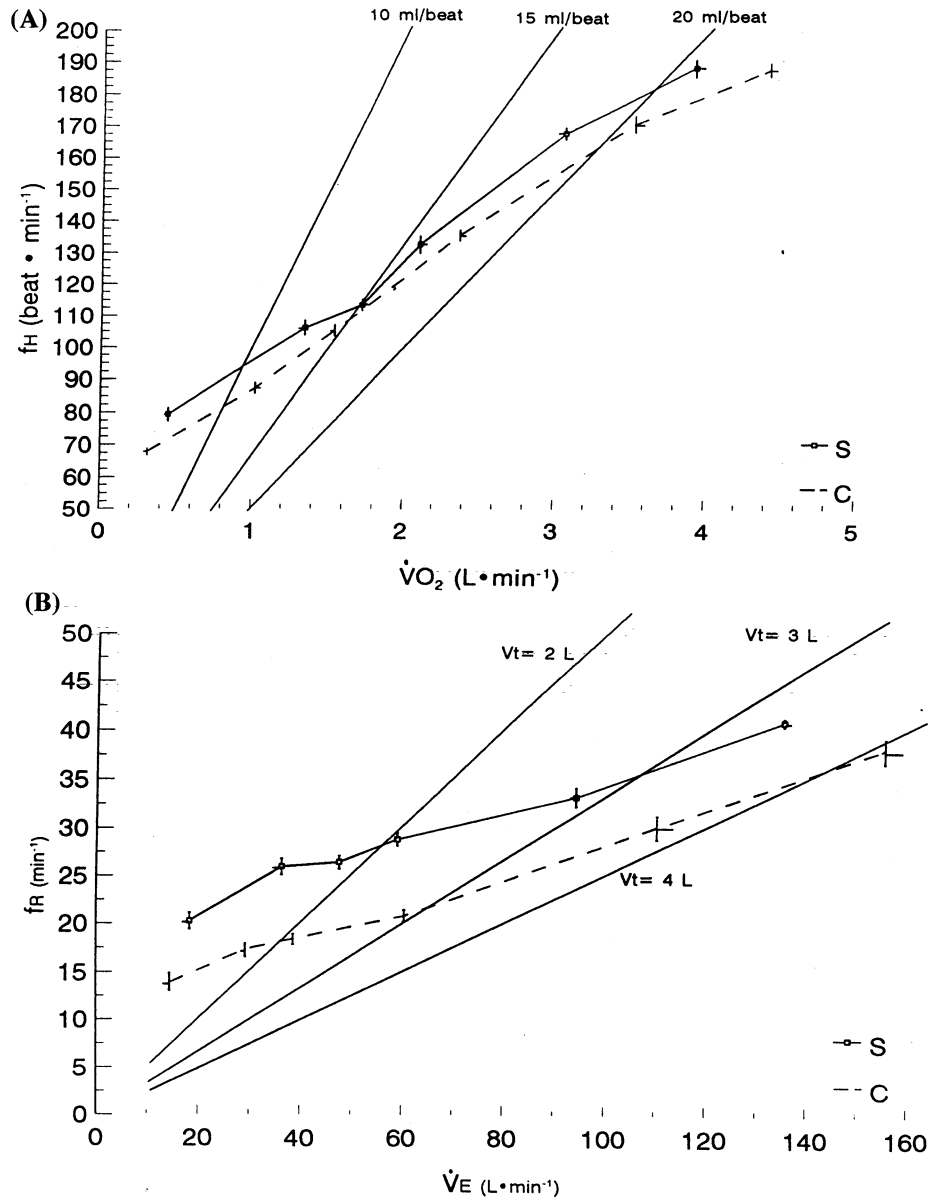 (A)
10 ml/beat
15 ml/beat
20 ml/beat
200
190
180
170
160
150
140
130
120
110
100
90
80
70
60
50
fH (beat • min⁻¹)
S
C
0 1 2 3 4 5
V̇O₂ (L•min⁻¹)
(B)
50
45
40
35
30
25
20
15
10
5
0
fR (min⁻¹)
Vt= 2 L
Vt= 3 L
Vt= 4 L
S
C
0 20 40 60 80 100 120 140 160
V̇E (L•min⁻¹)